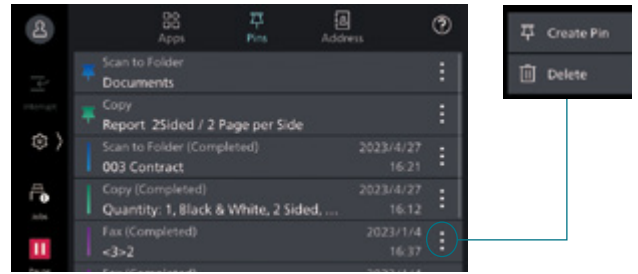 Apps
Pins
Address
?
Scan to Folder
Documents
Copy
Report 2Sided / 2 Page per Side
Scan to Folder (Completed) 2023/4/27
003 Contract 16:21
Copy (Completed) 2023/4/27
Quantity: 1, Black & White, 2 Sided, ... 16:12
Fax (Completed) 2023/1/4
<3>2 16:37
Interrupt
Jobs
Create Pin
Delete